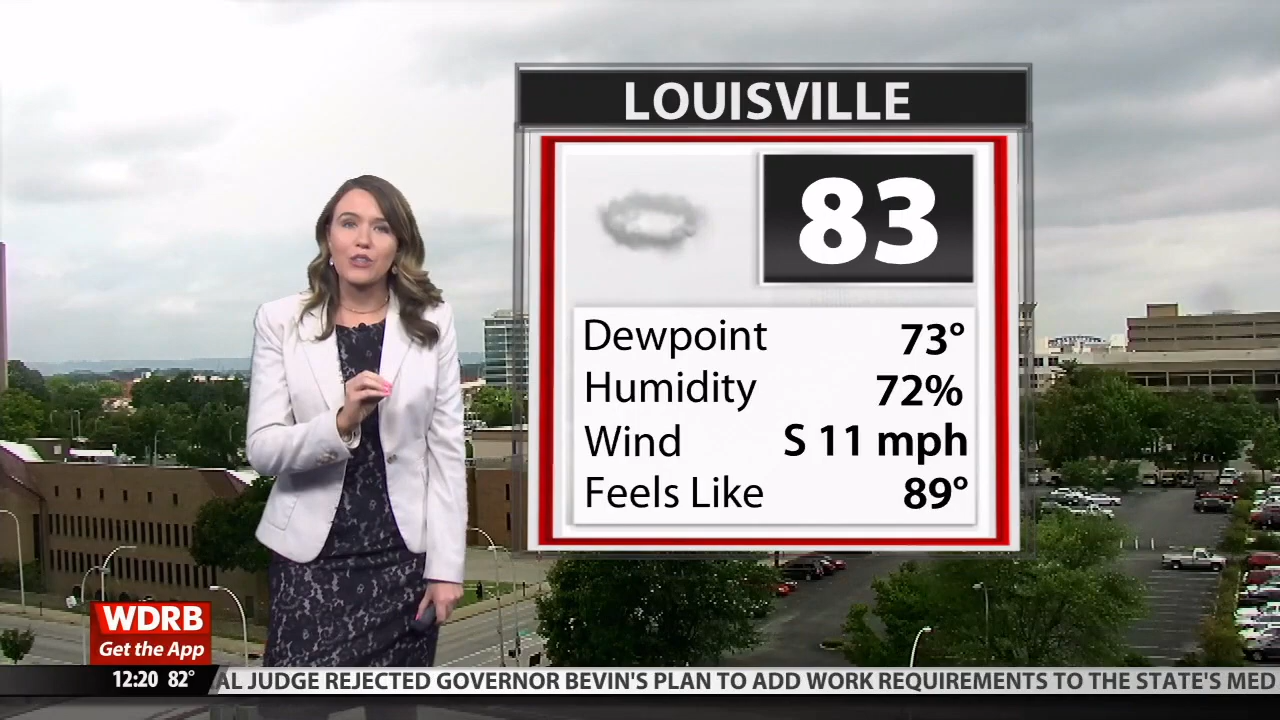 LOUISVILLE
83
Dewpoint 73°
Humidity 72%
Wind S 11 mph
Feels Like 89°
WDRB
Get the App
12:20 82° AL JUDGE REJECTED GOVERNOR BEVIN'S PLAN TO ADD WORK REQUIREMENTS TO THE STATE'S MED